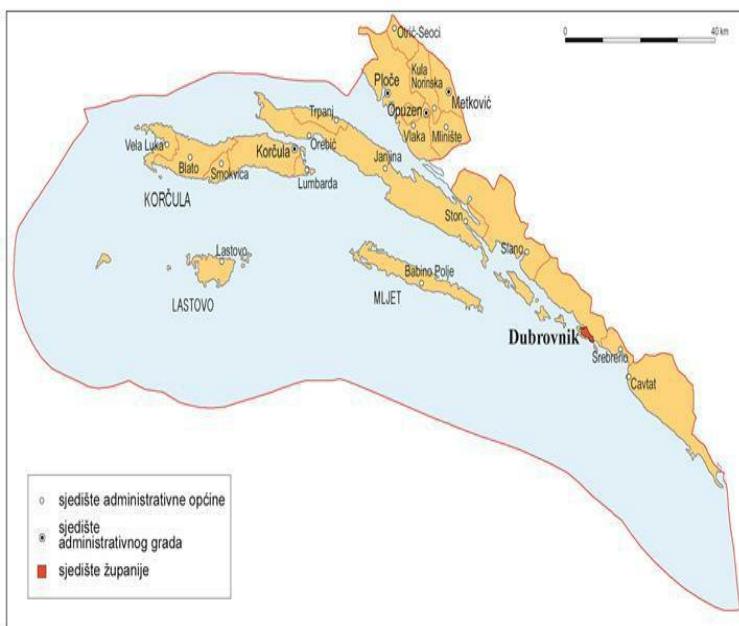 0
40 km
Otrić-Seoci
Kula
Norinska
Ploče
Metković
Opuzen
Trpanj
Vlaka
Mlinište
Orebić
Vela Luka
Korčula
Blato
Smokvica
Janjina
Lumbarda
KORČULA
Ston
Lastovo
Slano
Babino Polje
LASTOVO
MLJET
Dubrovnik
Srebreno
Cavtat
sjedište administrativne općine
sjedište
administrativnog grada
sjedište županije